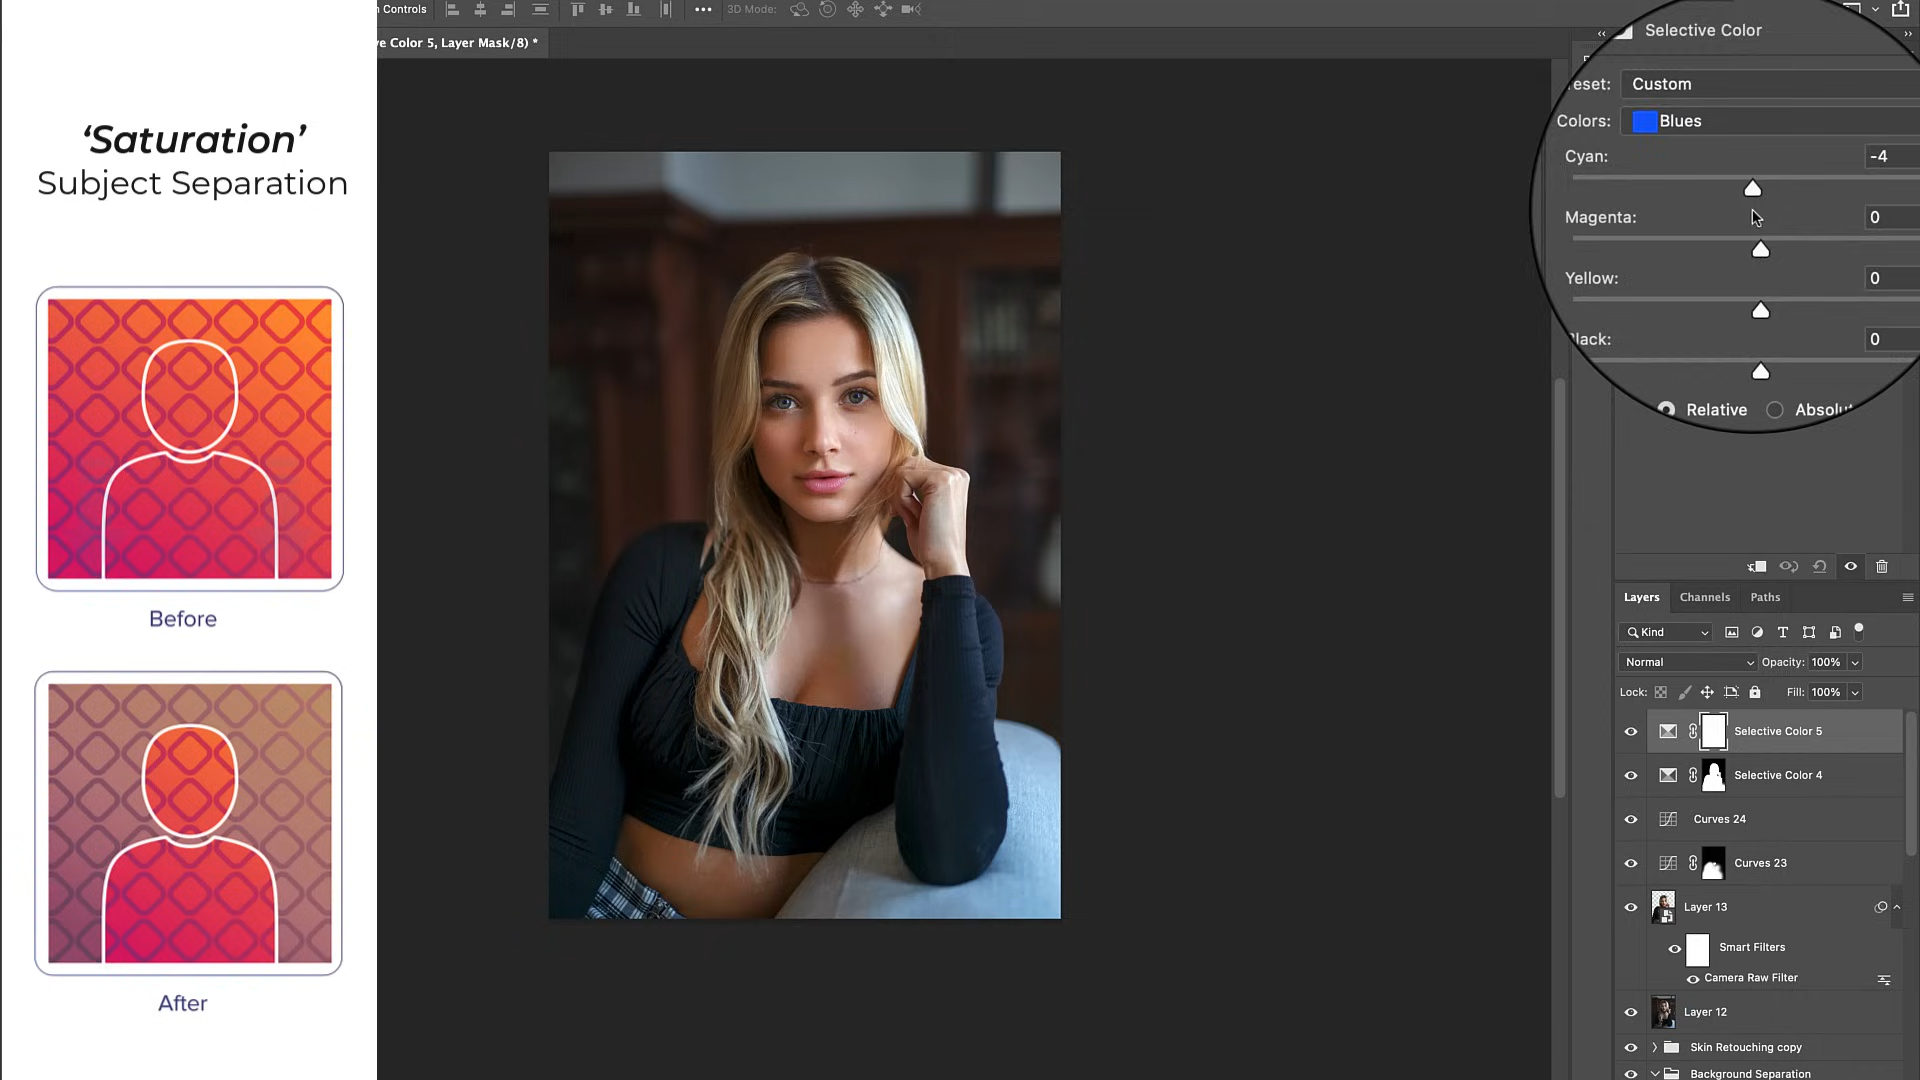 ‘Saturation’
Subject Separation
Before
After
Controls
3D Mode:
Color 5, Layer Mask/8) *
Selective Color
Custom
Colors: Blues
Cyan: -4
Magenta: 0
Yellow: 0
0
Relative
Layers Channels Paths
Kind
Normal Opacity: 100%
Lock: Fill: 100%
Selective Color 5
Selective Color 4
Curves 24
Curves 23
Layer 13
Smart Filters
Camera Raw Filter
Layer 12
Skin Retouching copy
Background Separation